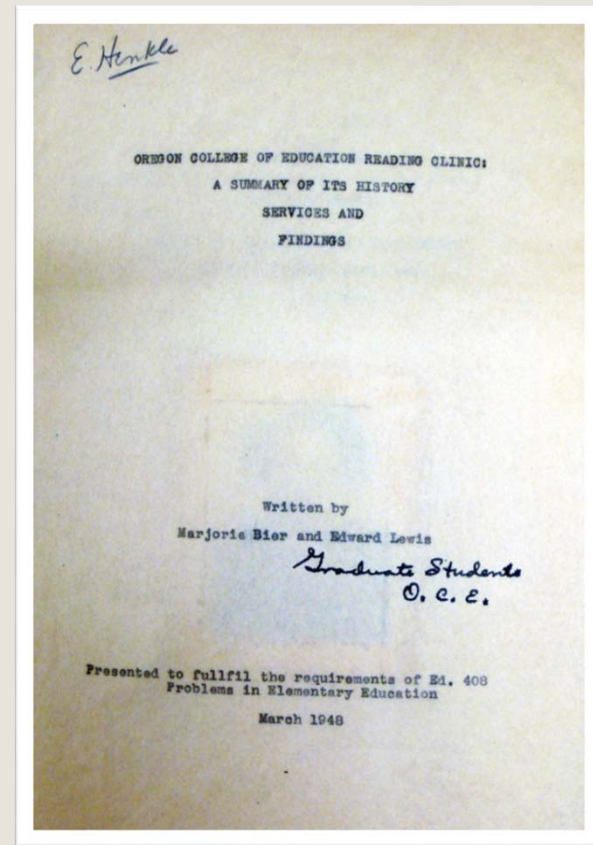 E. Henkle
OREGON COLLEGE OF EDUCATION READING CLINIC:
A SUMMARY OF ITS HISTORY
SERVICES AND
FINDINGS
Written by
Marjorie Bier and Edward Lewis
Graduate Students
O. C. E.
Presented to fullfil the requirements of Ed. 408
Problems in Elementary Education
March 1948